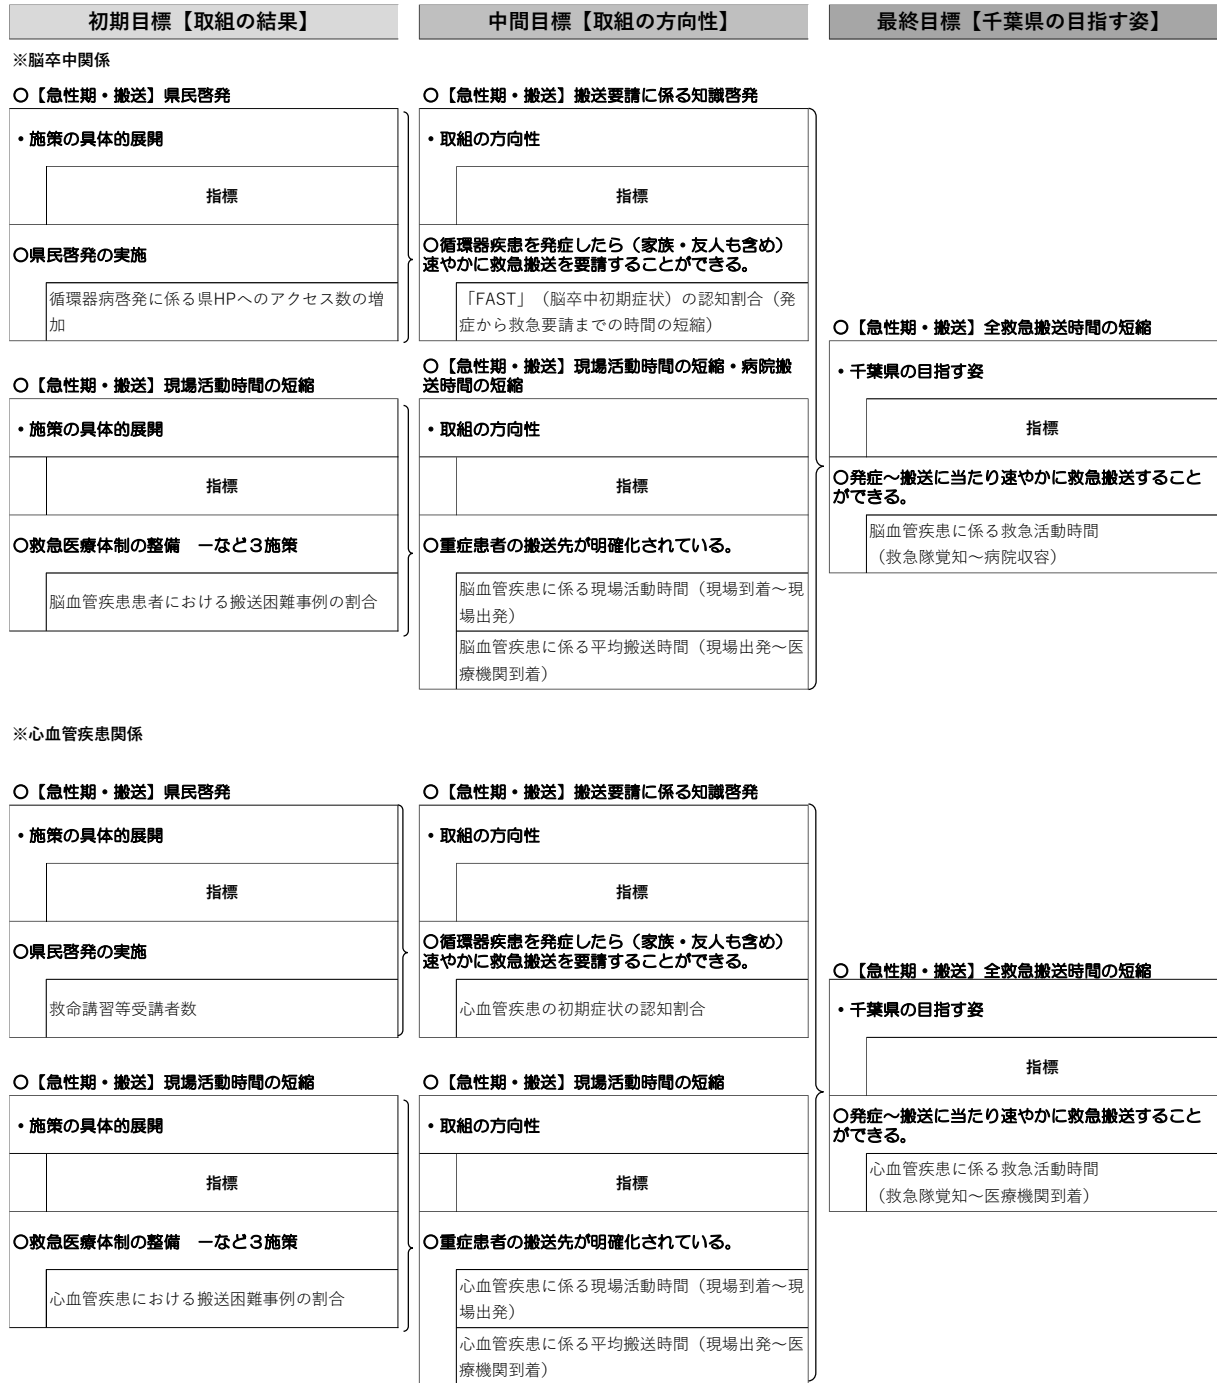 初期目標【取組の結果】
中間目標【取組の方向性】
最終目標【千葉県の目指す姿】
※脳卒中関係
〇【急性期・搬送】県民啓発
・施策の具体的展開
指標
〇県民啓発の実施
循環器病啓発に係る県HPへのアクセス数の増
加
〇【急性期・搬送】搬送要請に係る知識啓発
・取組の方向性
指標
〇循環器疾患を発症したら（家族・友人も含め）
速やかに救急搬送を要請することができる。
「FAST」（脳卒中初期症状）の認知割合（発
症から救急要請までの時間の短縮）
〇【急性期・搬送】現場活動時間の短縮
・施策の具体的展開
指標
〇救急医療体制の整備　ーなど３施策
脳血管疾患患者における搬送困難事例の割合
〇【急性期・搬送】現場活動時間の短縮・病院搬
送時間の短縮
・取組の方向性
指標
〇重症患者の搬送先が明確化されている。
脳血管疾患に係る現場活動時間（現場到着～現
場出発）
脳血管疾患に係る平均搬送時間（現場出発～医
療機関到着）
〇【急性期・搬送】全救急搬送時間の短縮
・千葉県の目指す姿
指標
〇発症～搬送に当たり速やかに救急搬送すること
ができる。
脳血管疾患に係る救急活動時間
（救急隊覚知～病院収容）
※心血管疾患関係
〇【急性期・搬送】県民啓発
・施策の具体的展開
指標
〇県民啓発の実施
救命講習等受講者数
〇【急性期・搬送】搬送要請に係る知識啓発
・取組の方向性
指標
〇循環器疾患を発症したら（家族・友人も含め）
速やかに救急搬送を要請することができる。
心血管疾患の初期症状の認知割合
〇【急性期・搬送】現場活動時間の短縮
・施策の具体的展開
指標
〇救急医療体制の整備　ーなど３施策
心血管疾患における搬送困難事例の割合
〇【急性期・搬送】現場活動時間の短縮
・取組の方向性
指標
〇重症患者の搬送先が明確化されている。
心血管疾患に係る現場活動時間（現場到着～現
場出発）
心血管疾患に係る平均搬送時間（現場出発～医
療機関到着）
〇【急性期・搬送】全救急搬送時間の短縮
・千葉県の目指す姿
指標
〇発症～搬送に当たり速やかに救急搬送すること
ができる。
心血管疾患に係る救急活動時間
（救急隊覚知～医療機関到着）